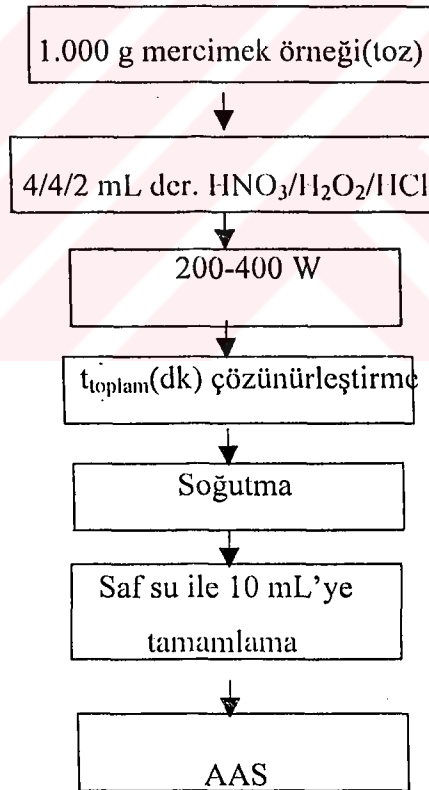 1.000 g mercimek örneği(toz)
4/4/2 mL der. HNO₃/H₂O₂/HCl
200-400 W
t_toplam(dk) çözünürleştirme
Soğutma
Saf su ile 10 mL'ye
tamamlama
AAS